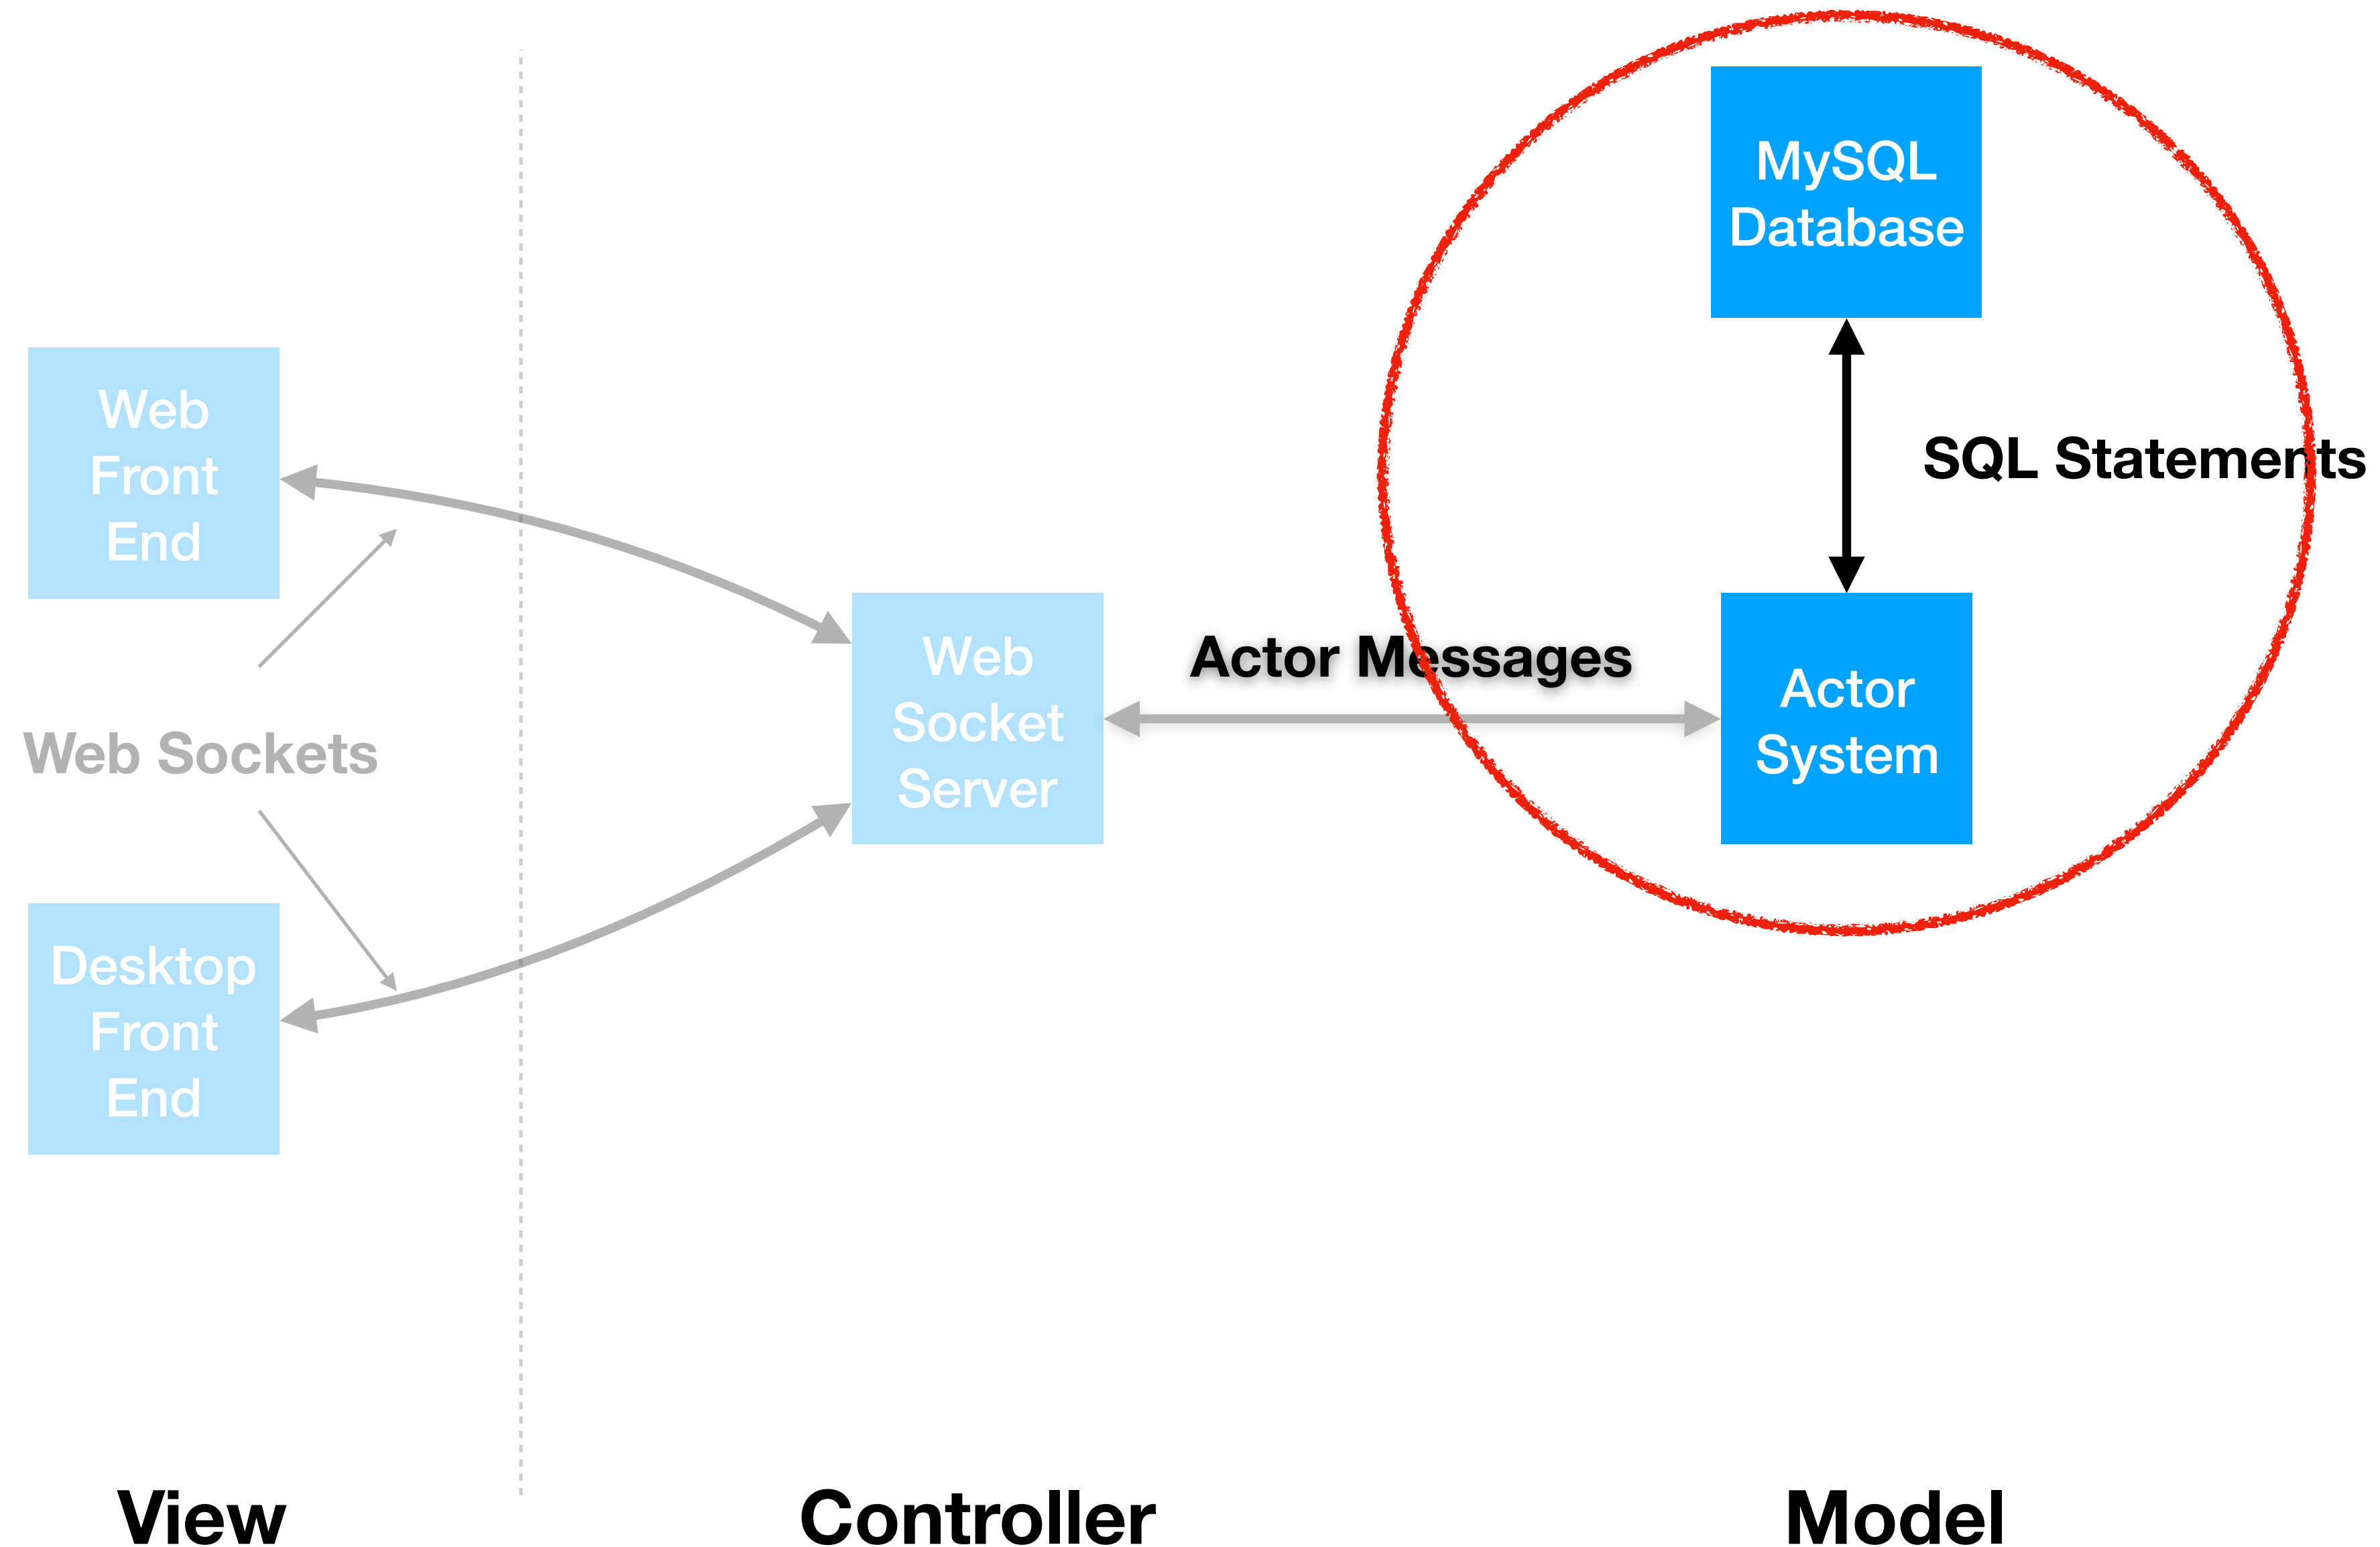 MySQL
Database
Web
Front
End
SQL Statements
Actor Messages
Web
Socket
Server
Actor
System
Web Sockets
Desktop
Front
End
View
Controller
Model